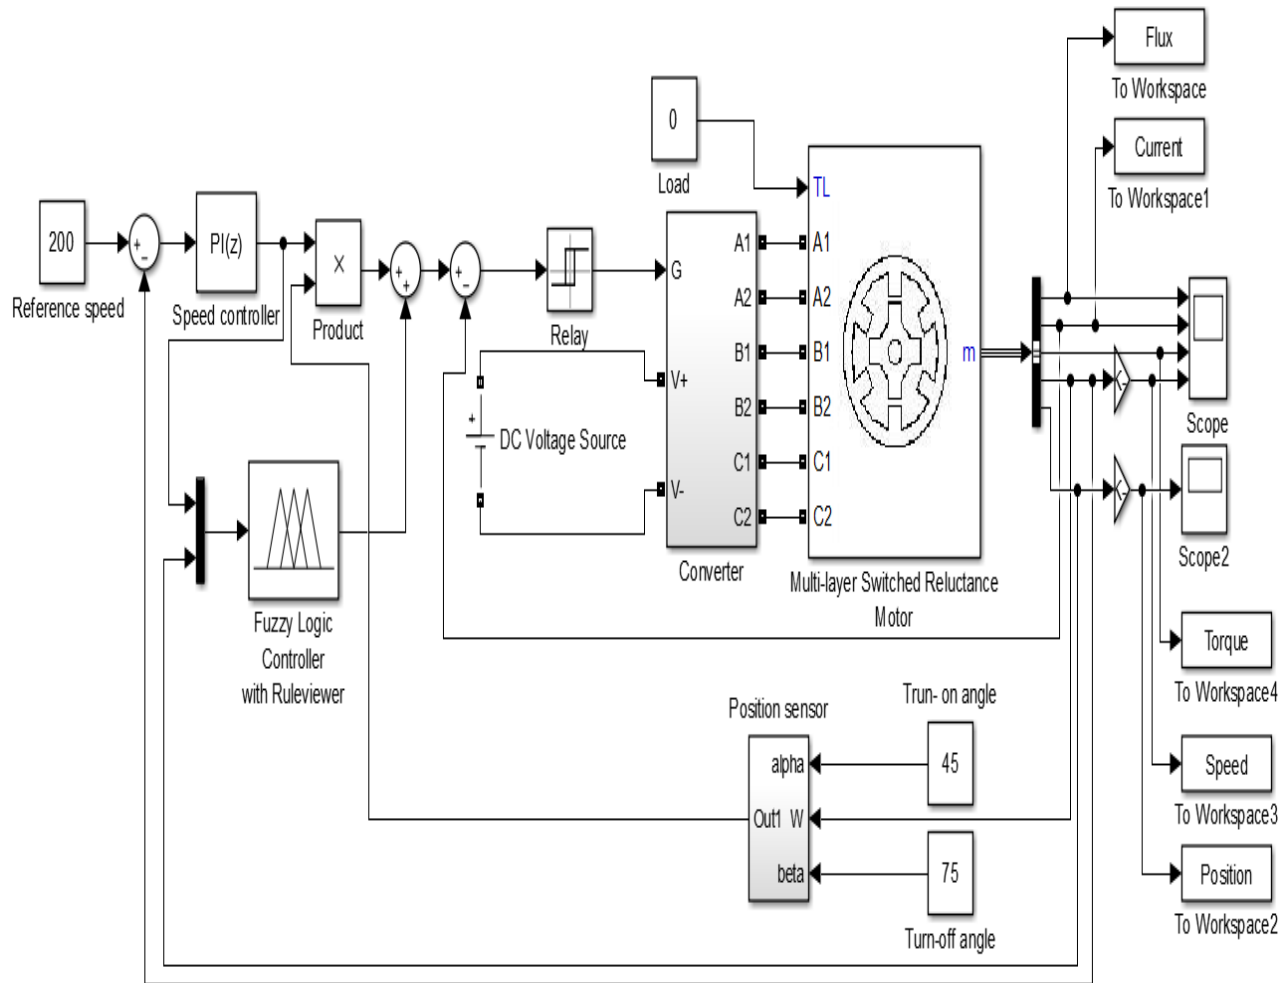 Flux
To Workspace
Current
To Workspace1
0
Load
TL
200
Reference speed
+
−
PI(z)
Speed controller
×
Product
+
+
+
−
Relay
G
V+
V-
A1
A2
B1
B2
C1
C2
Converter
A1
A2
B1
B2
C1
C2
m
Multi-layer Switched Reluctance
Motor
+
DC Voltage Source
Scope
Scope2
Fuzzy Logic
Controller
with Ruleviewer
Torque
To Workspace4
Position sensor
Trun- on angle
alpha
45
Out1 W
beta
75
Turn-off angle
Speed
To Workspace3
Position
To Workspace2